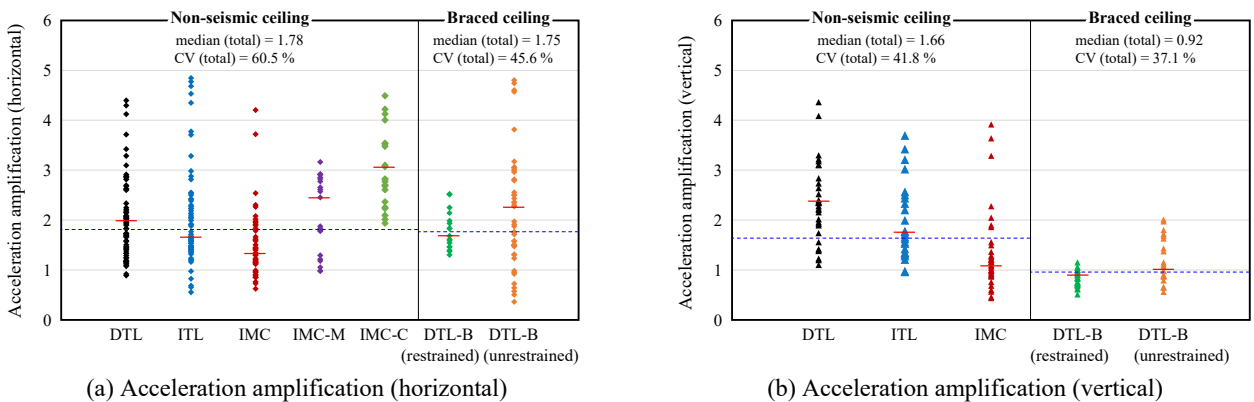 Non-seismic ceiling
Braced ceiling
median (total) = 1.78
median (total) = 1.75
CV (total) = 60.5 %
CV (total) = 45.6 %
Acceleration amplification (horizontal)
6
5
4
3
2
1
0
DTL
ITL
IMC
IMC-M
IMC-C
DTL-B
(restrained)
DTL-B
(unrestrained)
(a) Acceleration amplification (horizontal)
Non-seismic ceiling
Braced ceiling
median (total) = 1.66
median (total) = 0.92
CV (total) = 41.8 %
CV (total) = 37.1 %
Acceleration amplification (vertical)
6
5
4
3
2
1
0
DTL
ITL
IMC
DTL-B
(restrained)
DTL-B
(unrestrained)
(b) Acceleration amplification (vertical)